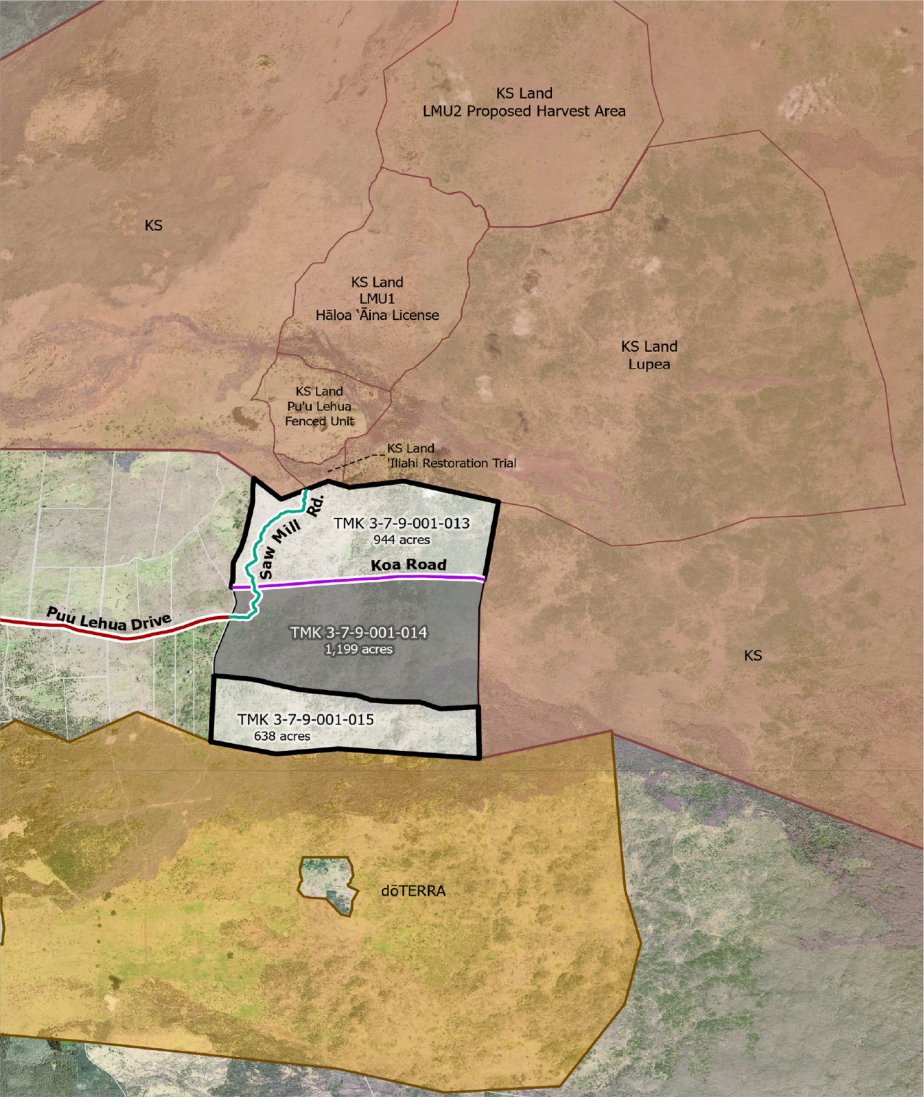 KS Land
LMU2 Proposed Harvest Area
KS
KS Land
LMU1
Hāloa ʻĀina License
KS Land
Lupea
KS Land
Pu'u Lehua
Fenced Unit
KS Land
'Iliahi Restoration Trial
Saw Mill Rd.
TMK 3-7-9-001-013
944 acres
Koa Road
Puu Lehua Drive
TMK 3-7-9-001-014
1,199 acres
KS
TMK 3-7-9-001-015
638 acres
dōTERRA